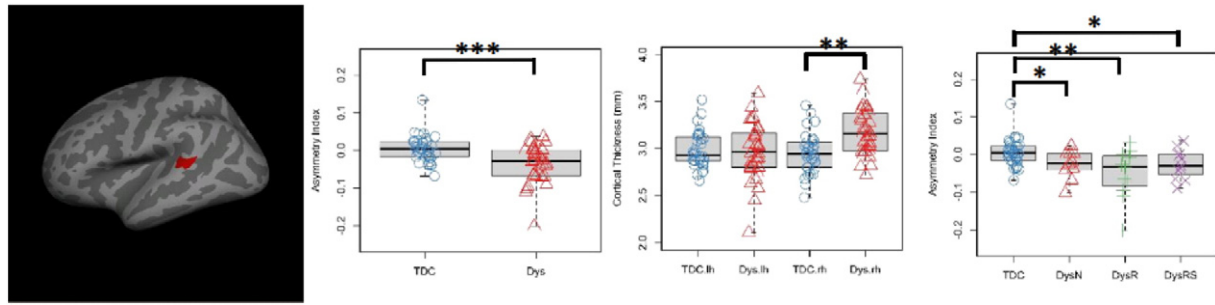 ***
Asymmetry Index
0.2
0.1
0.0
-0.1
-0.2
TDC
Dys
**
Cortical Thickness (mm)
4.0
3.5
3.0
2.5
2.0
TDC.lh
Dys.lh
TDC.rh
Dys.rh
*
**
*
Asymmetry Index
0.2
0.1
0.0
-0.1
-0.2
TDC
DysN
DysR
DysRS